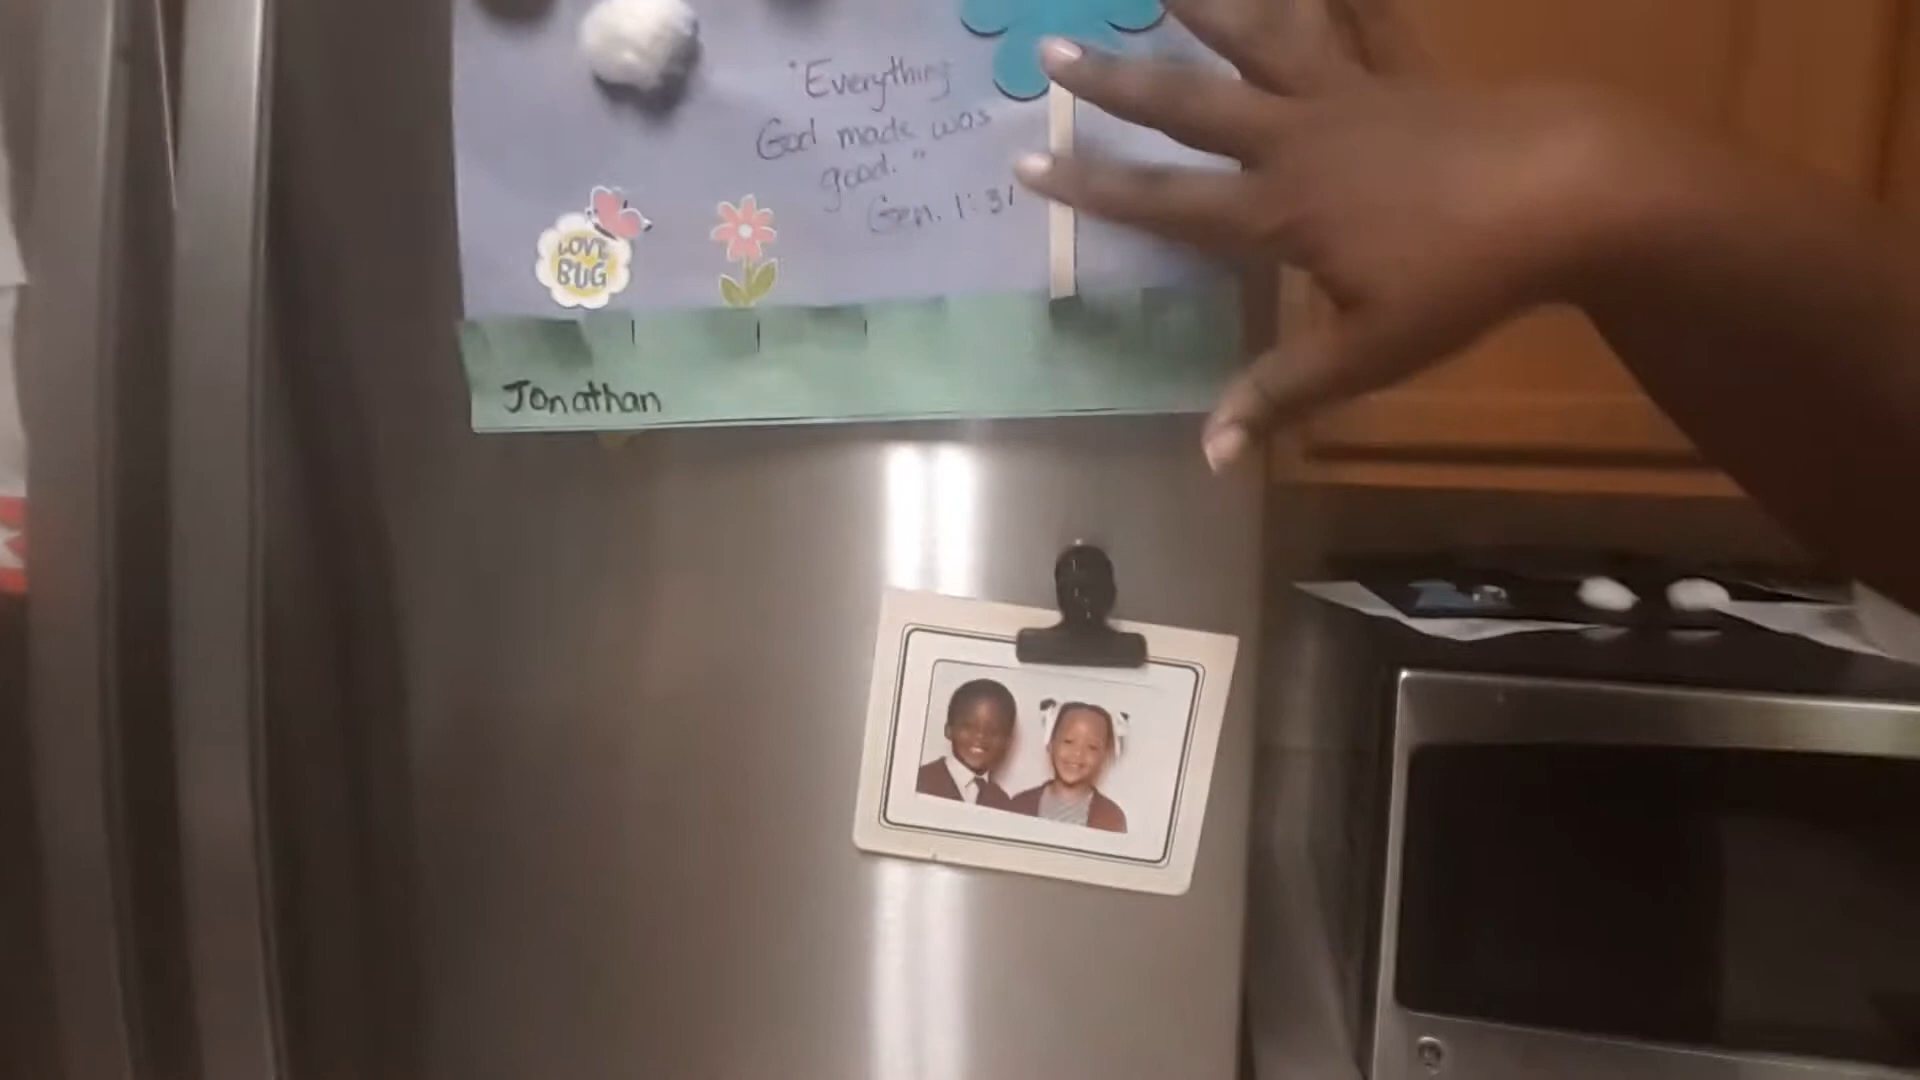 "Everything
God made was
good."
Gen. 1:31
LOVE
BUG
Jonathan